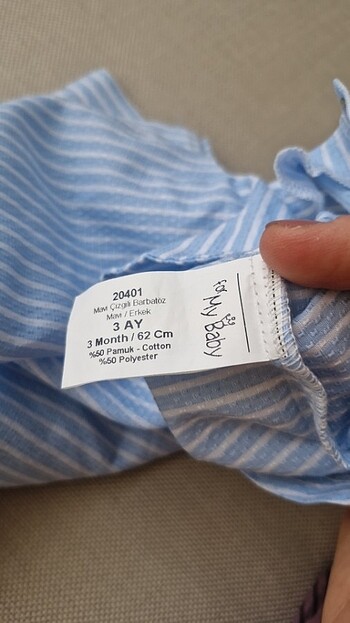 20401
Mavi Çizgili Barbatöz
Mavi / Erkek
3 AY
3 Month / 62 Cm
%50 Pamuk - Cotton
%50 Polyester
My Baby